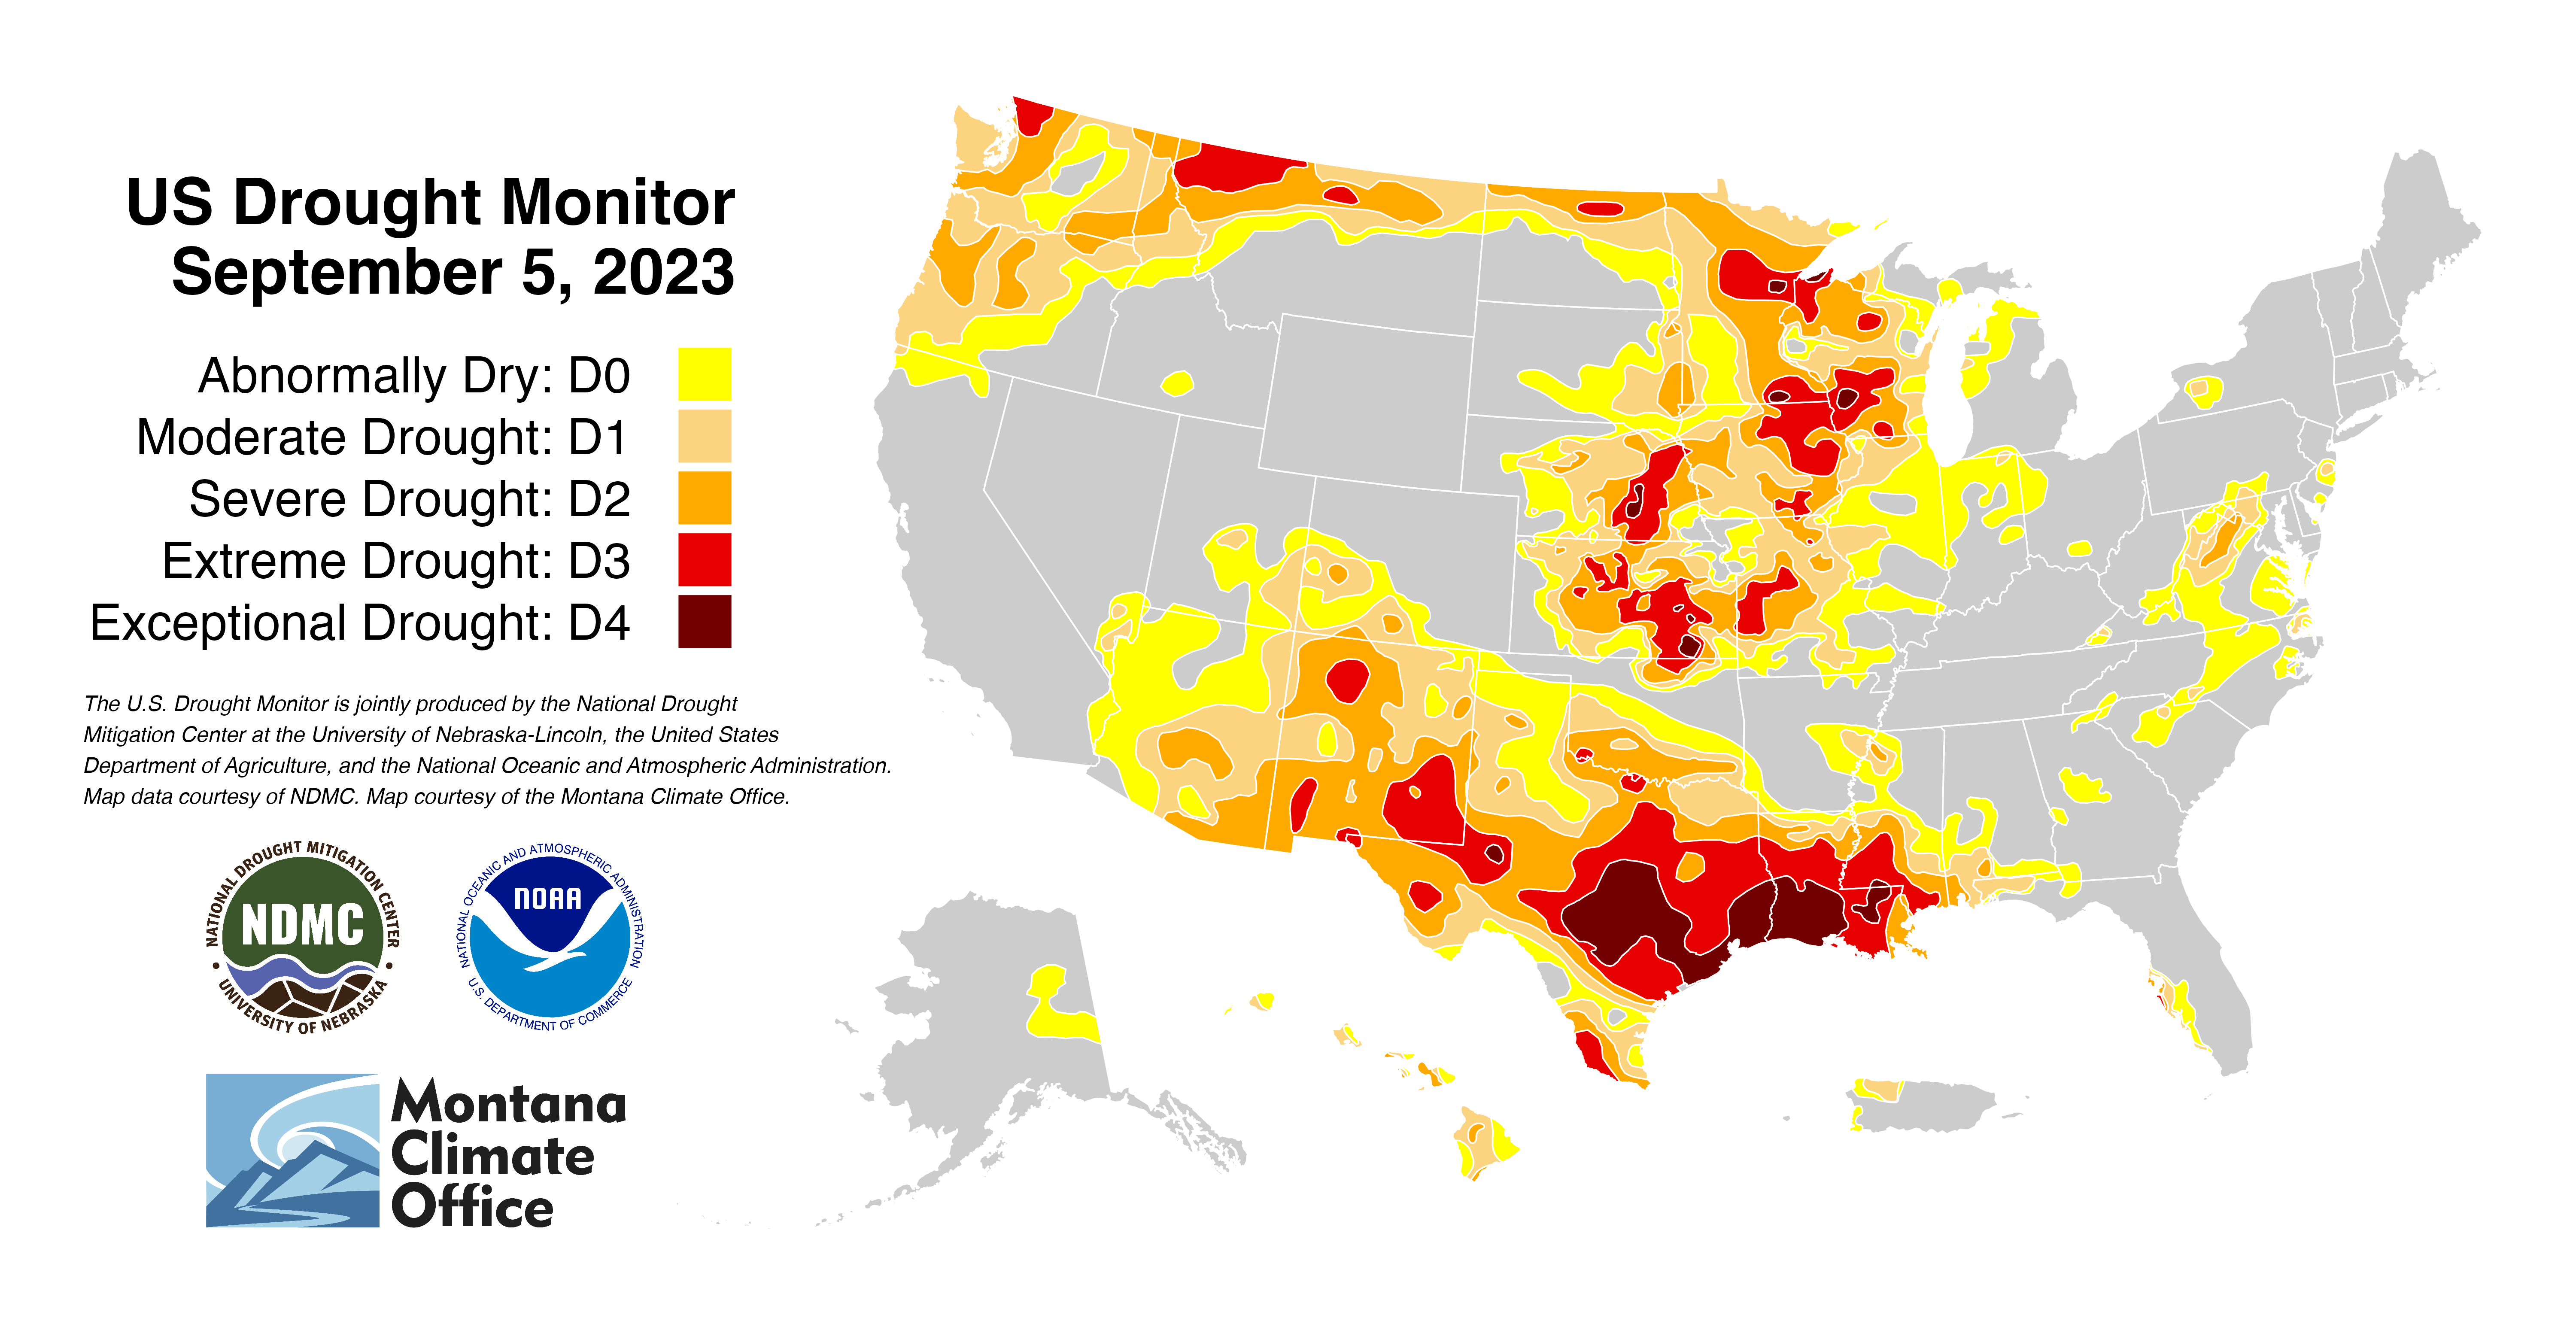 US Drought Monitor
September 5, 2023
Abnormally Dry: D0
Moderate Drought: D1
Severe Drought: D2
Extreme Drought: D3
Exceptional Drought: D4
The U.S. Drought Monitor is jointly produced by the National Drought
Mitigation Center at the University of Nebraska-Lincoln, the United States
Department of Agriculture, and the National Oceanic and Atmospheric Administration.
Map data courtesy of NDMC. Map courtesy of the Montana Climate Office.
NATIONAL DROUGHT MITIGATION CENTER
NDMC
UNIVERSITY OF NEBRASKA
NATIONAL OCEANIC AND ATMOSPHERIC ADMINISTRATION
NOAA
U.S. DEPARTMENT OF COMMERCE
Montana
Climate
Office